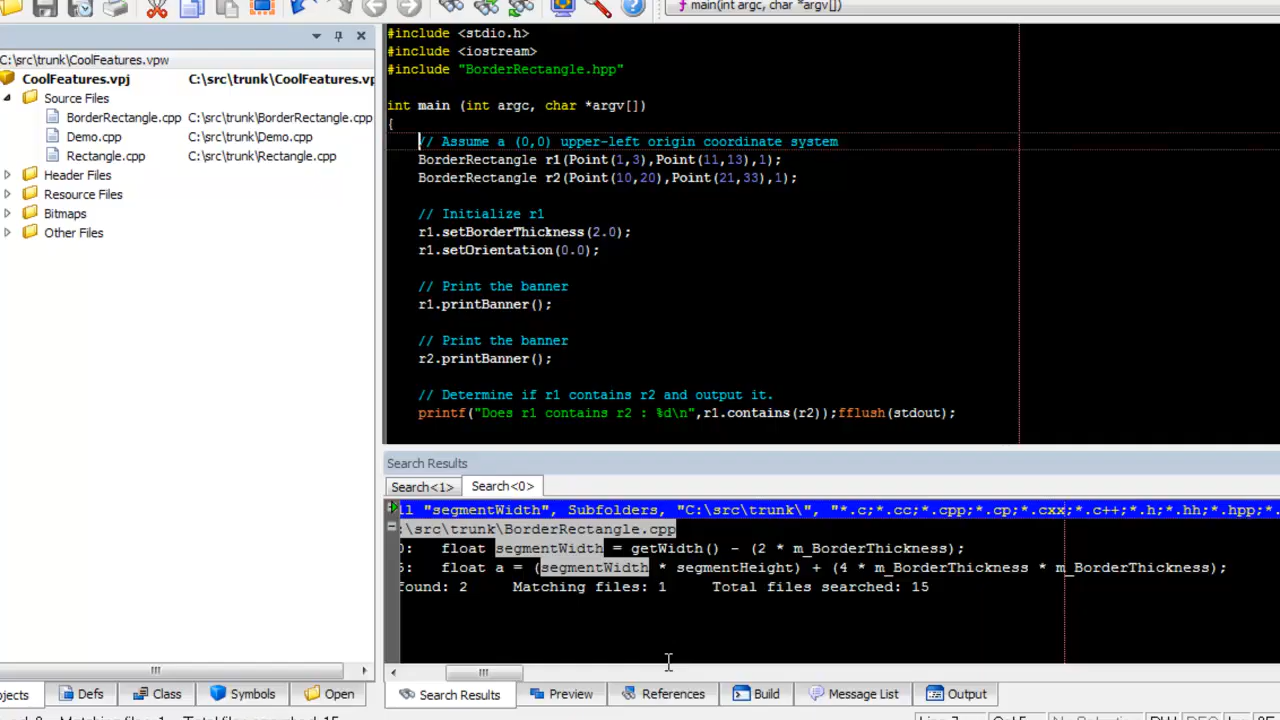 main(int argc, char *argv[])
C:\src\trunk\CoolFeatures.vpw
CoolFeatures.vpj C:\src\trunk\CoolFeatures.vp
Source Files
BorderRectangle.cpp C:\src\trunk\BorderRectangle.cpp
Demo.cpp C:\src\trunk\Demo.cpp
Rectangle.cpp C:\src\trunk\Rectangle.cpp
Header Files
Resource Files
Bitmaps
Other Files
#include <stdio.h>
#include <iostream>
#include "BorderRectangle.hpp"
int main (int argc, char *argv[])
{
// Assume a (0,0) upper-left origin coordinate system
BorderRectangle r1(Point(1,3),Point(11,13),1);
BorderRectangle r2(Point(10,20),Point(21,33),1);
// Initialize r1
r1.setBorderThickness(2.0);
r1.setOrientation(0.0);
// Print the banner
r1.printBanner();
// Print the banner
r2.printBanner();
// Determine if r1 contains r2 and output it.
printf("Does r1 contains r2 : %d\n",r1.contains(r2));fflush(stdout);
Search Results
Search<1> Search<0>
ll "segmentWidth", Subfolders, "C:\src\trunk\", "*.c;*.cc;*.cpp;*.cp;*.cxx;*.c++;*.h;*.hh;*.hpp;*.
:\src\trunk\BorderRectangle.cpp
0: float segmentWidth = getWidth() - (2 * m_BorderThickness);
float a = (segmentWidth * segmentHeight) + (4 * m_BorderThickness * m_BorderThickness);
found: 2 Matching files: 1 Total files searched: 15
ojects Defs Class Symbols Open
Search Results Preview References Build Message List Output